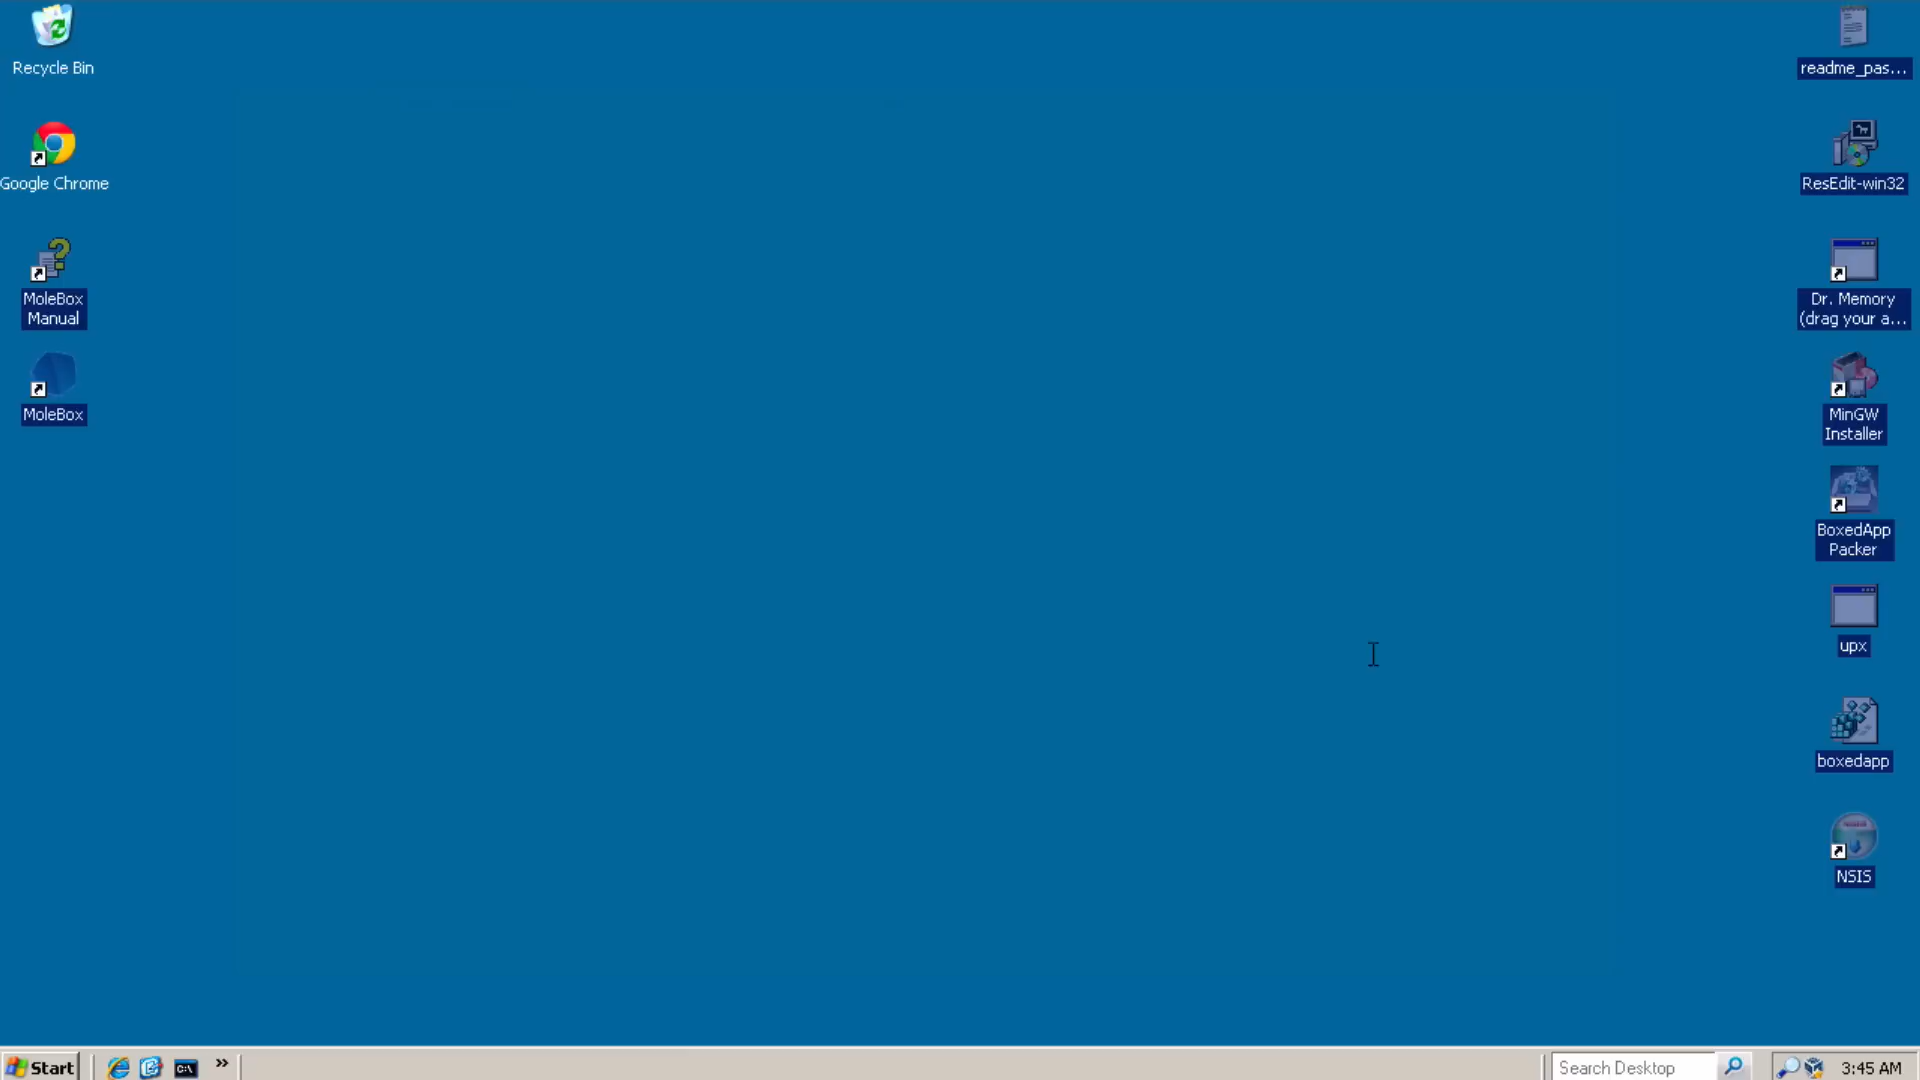 Recycle Bin
Google Chrome
MoleBox
Manual
MoleBox
readme_pas...
ResEdit-win32
Dr. Memory
(drag your a...
MinGW
Installer
BoxedApp
Packer
upx
boxedapp
NSIS
Start
C:\
»
Search Desktop
3:45 AM